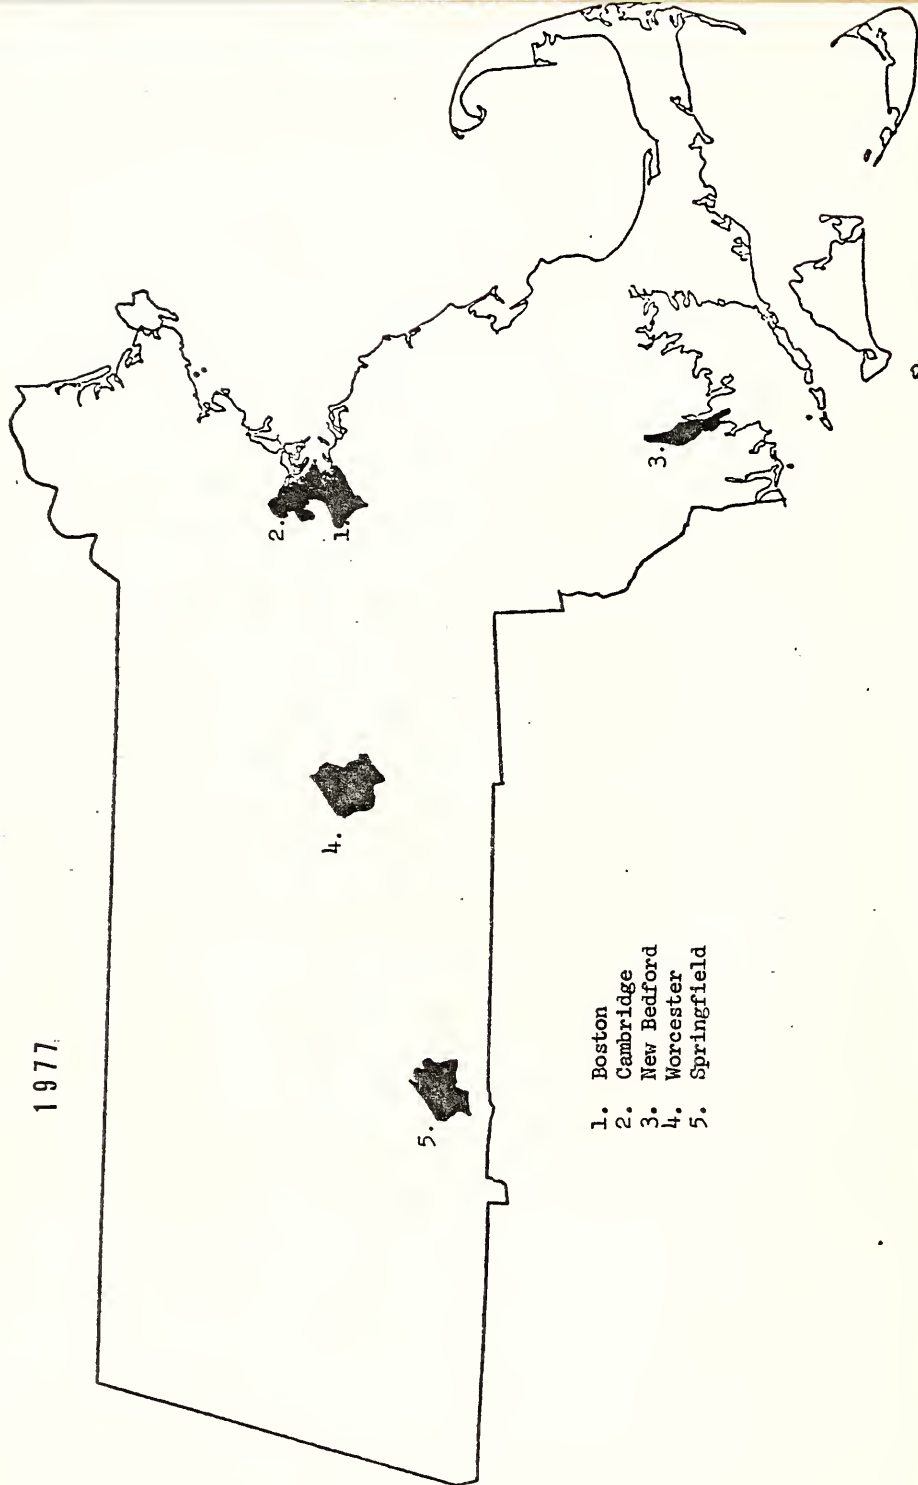 1977
2.
1.
3.
4.
5.
1. Boston
2. Cambridge
3. New Bedford
4. Worcester
5. Springfield